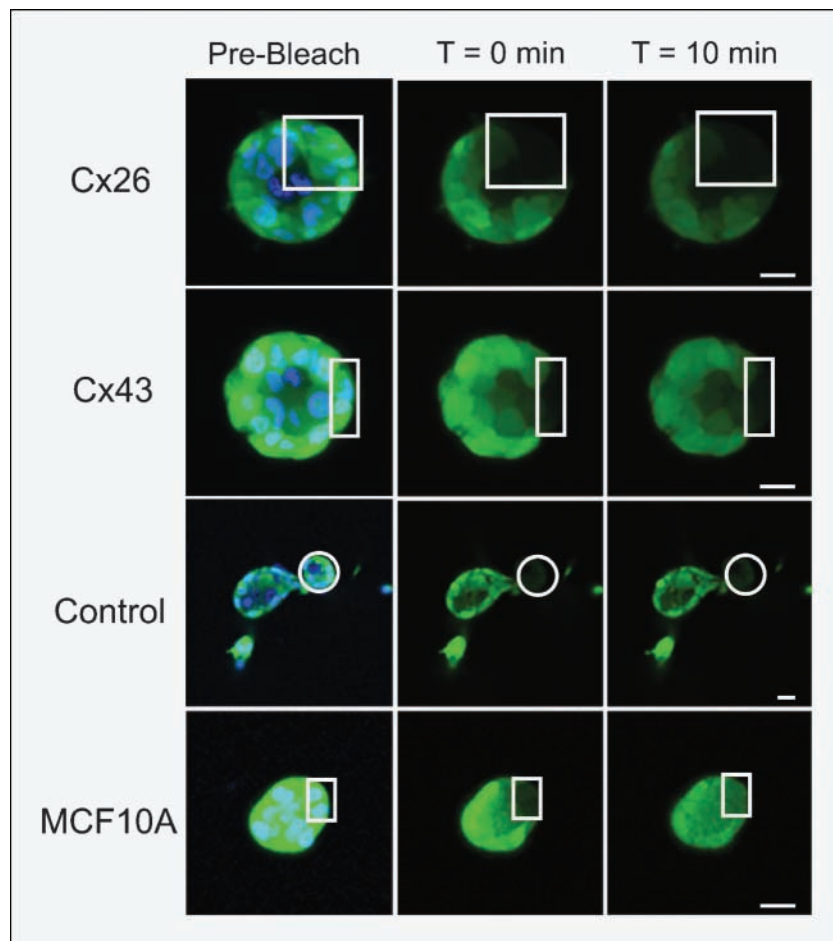 Pre-Bleach T = 0 min T = 10 min
Cx26
Cx43
Control
MCF10A